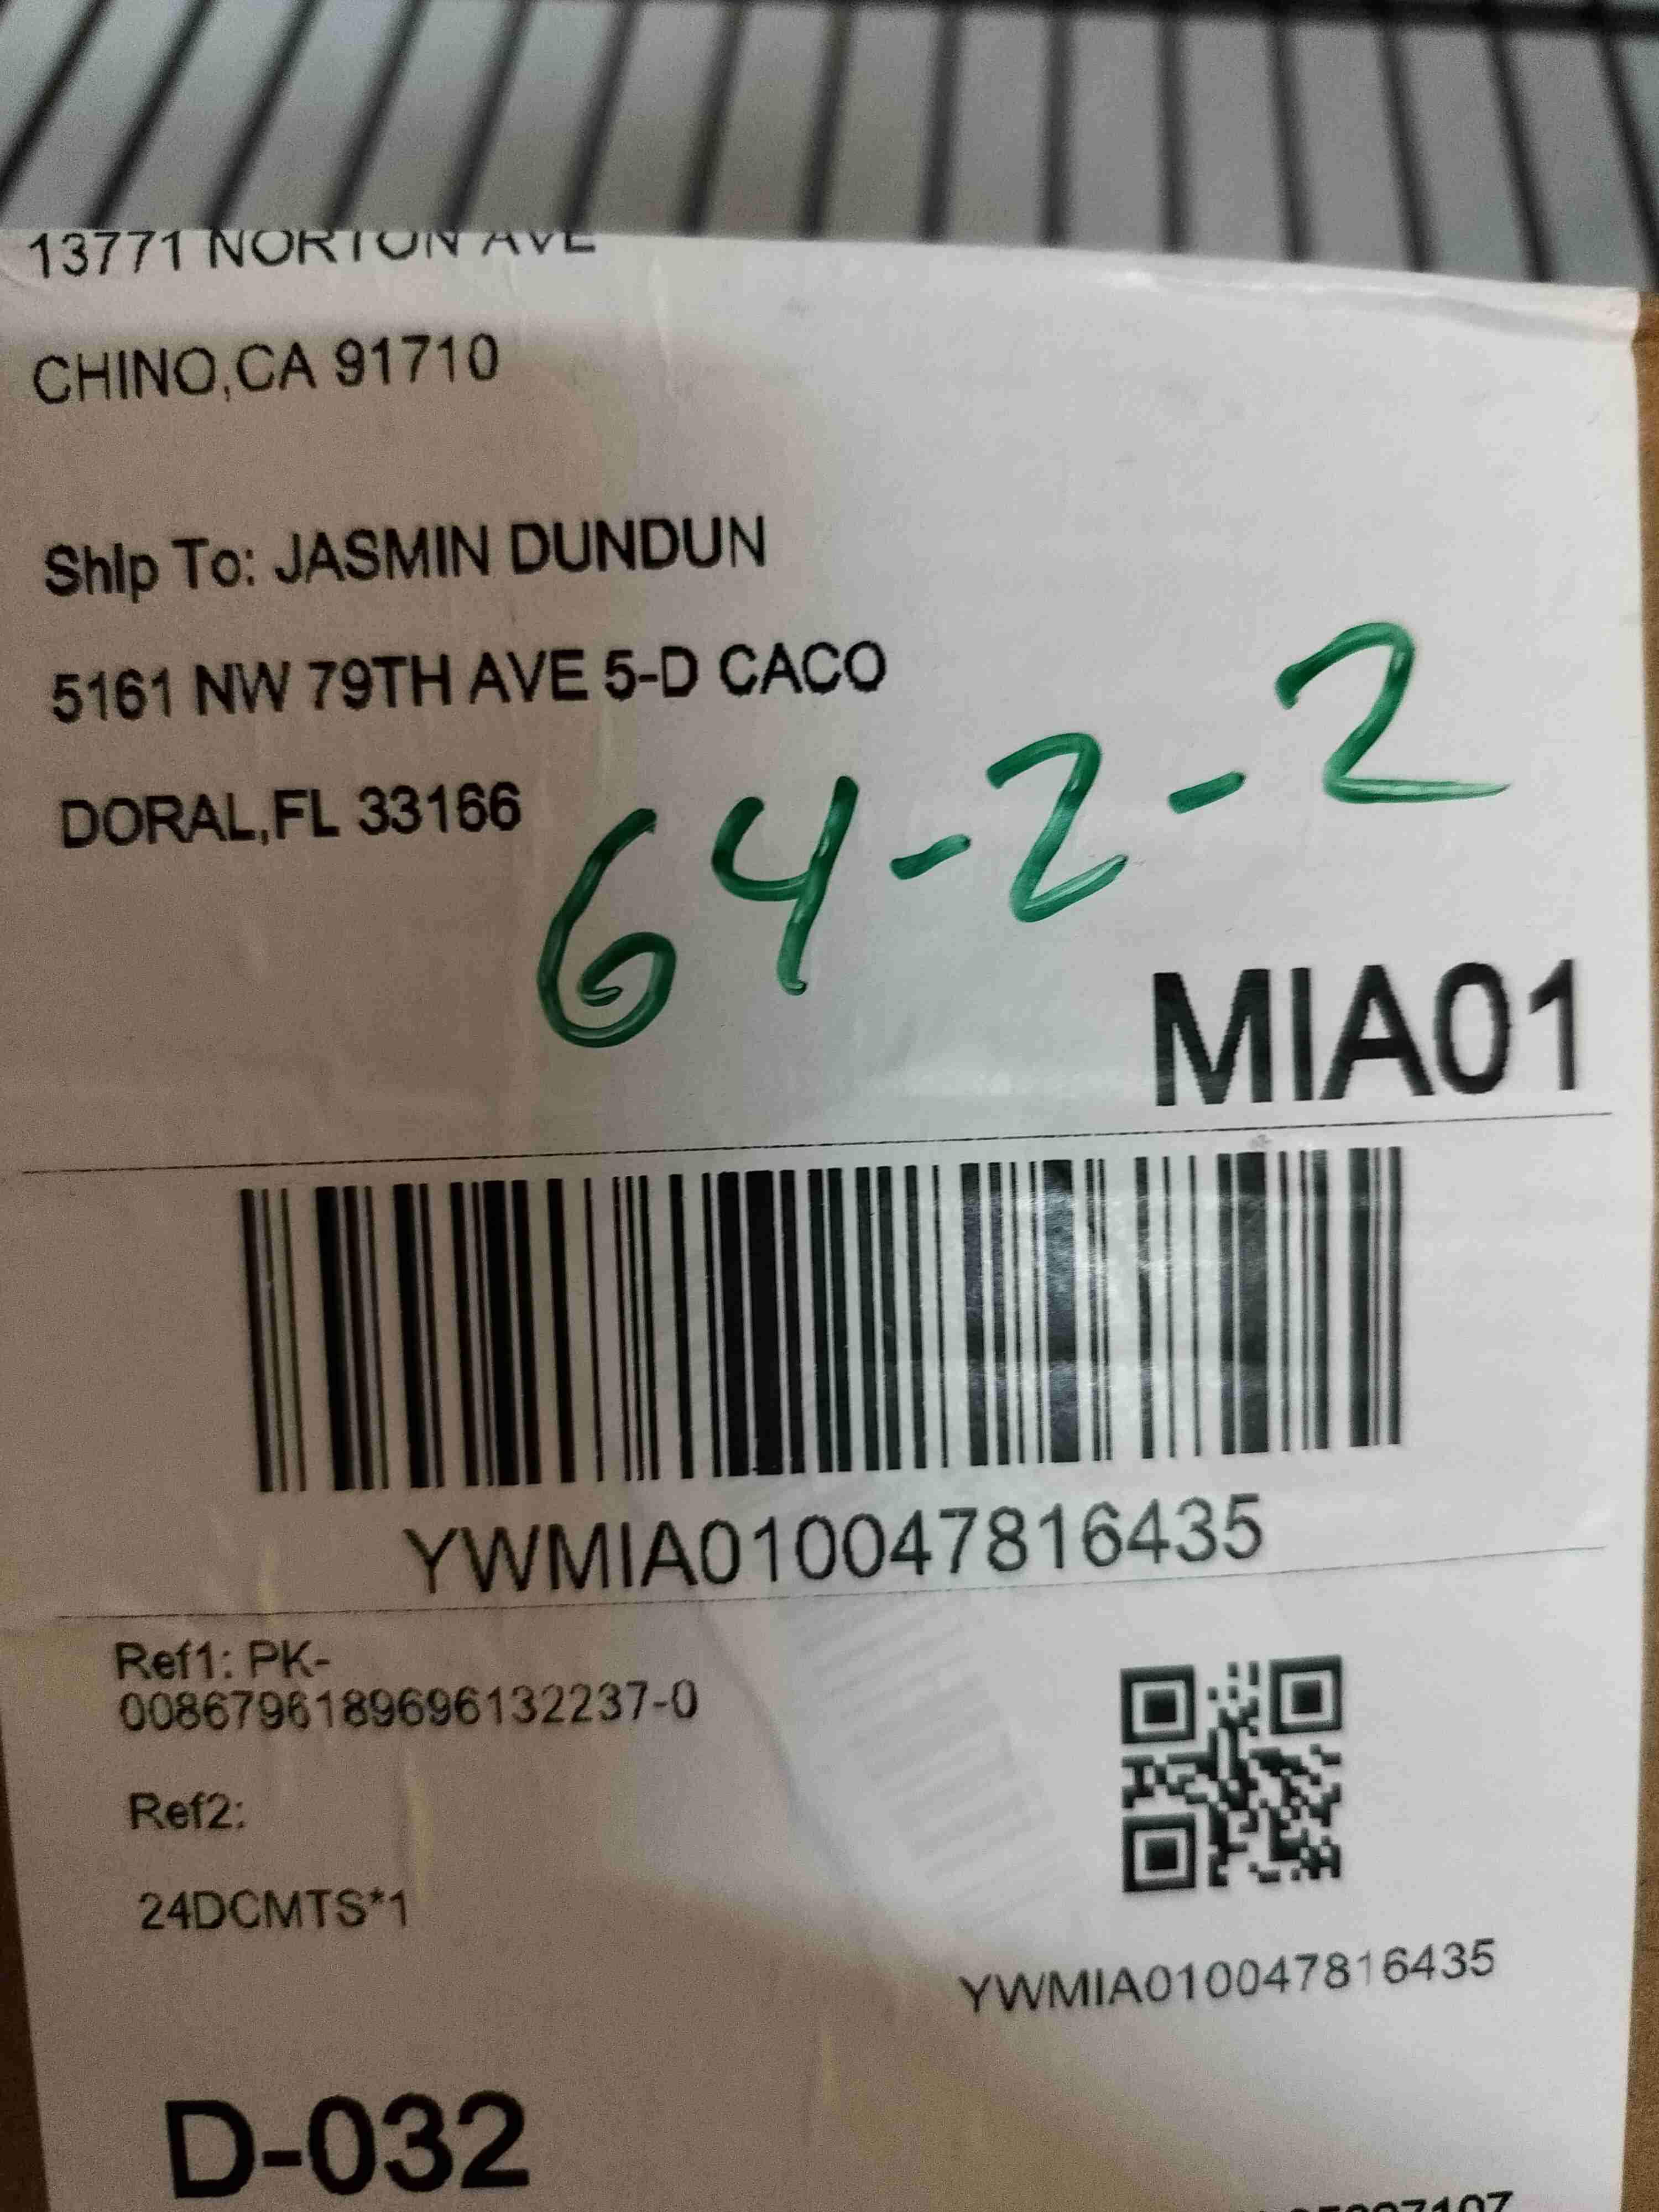 13771 NORTON AVE
CHINO,CA 91710
Ship To: JASMIN DUNDUN
5161 NW 79TH AVE 5-D CACO
DORAL,FL 33166
64-2-2
MIA01
YWMIA010047816435
Ref1: PK-
0086796189696132237-0
Ref2:
24DCMTS*1
YWMIA010047816435
D-032